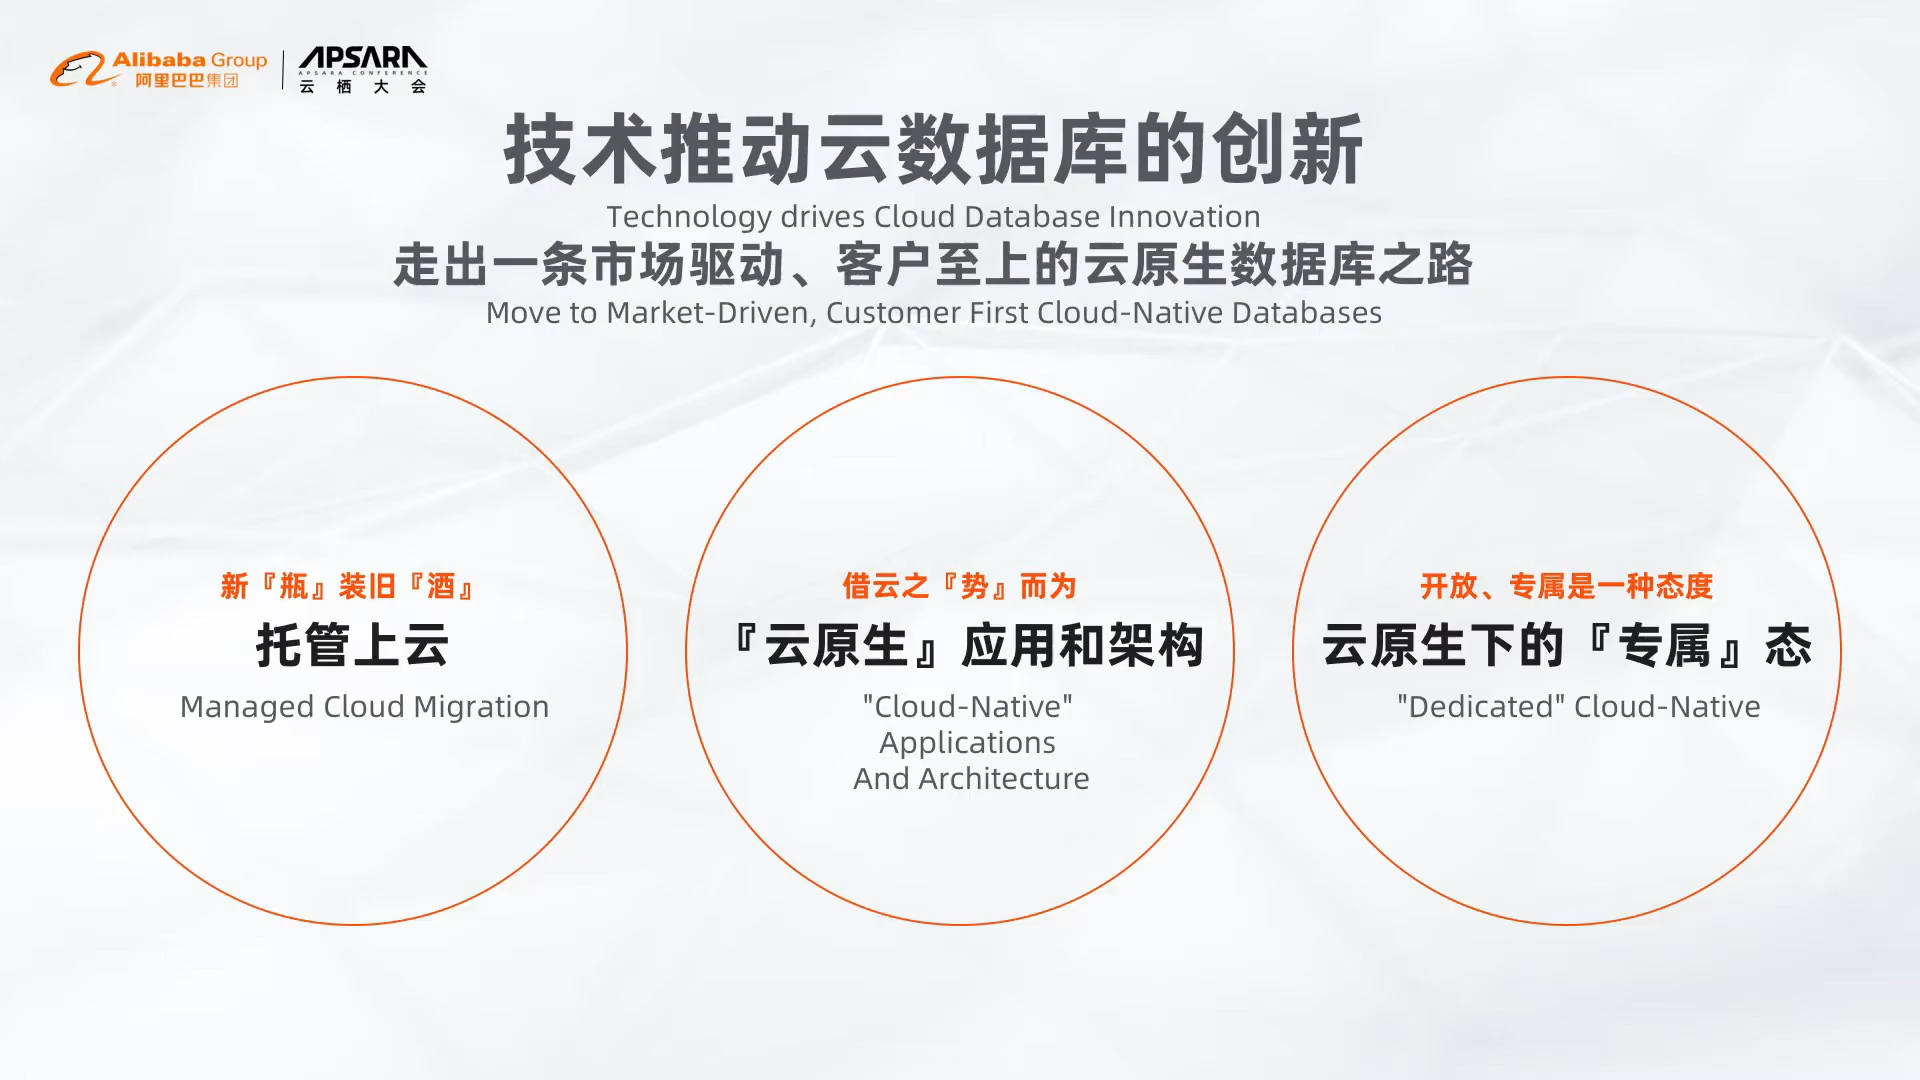 Alibaba Group
阿里巴巴集团
APSARA
APSARA CONFERENCE
云栖大会
技术推动云数据库的创新
Technology drives Cloud Database Innovation
走出一条市场驱动、客户至上的云原生数据库之路
Move to Market-Driven, Customer First Cloud-Native Databases
新『瓶』装旧『酒』
托管上云
Managed Cloud Migration
借云之『势』而为
『云原生』应用和架构
"Cloud-Native"
Applications
And Architecture
开放、专属是一种态度
云原生下的『专属』态
"Dedicated" Cloud-Native